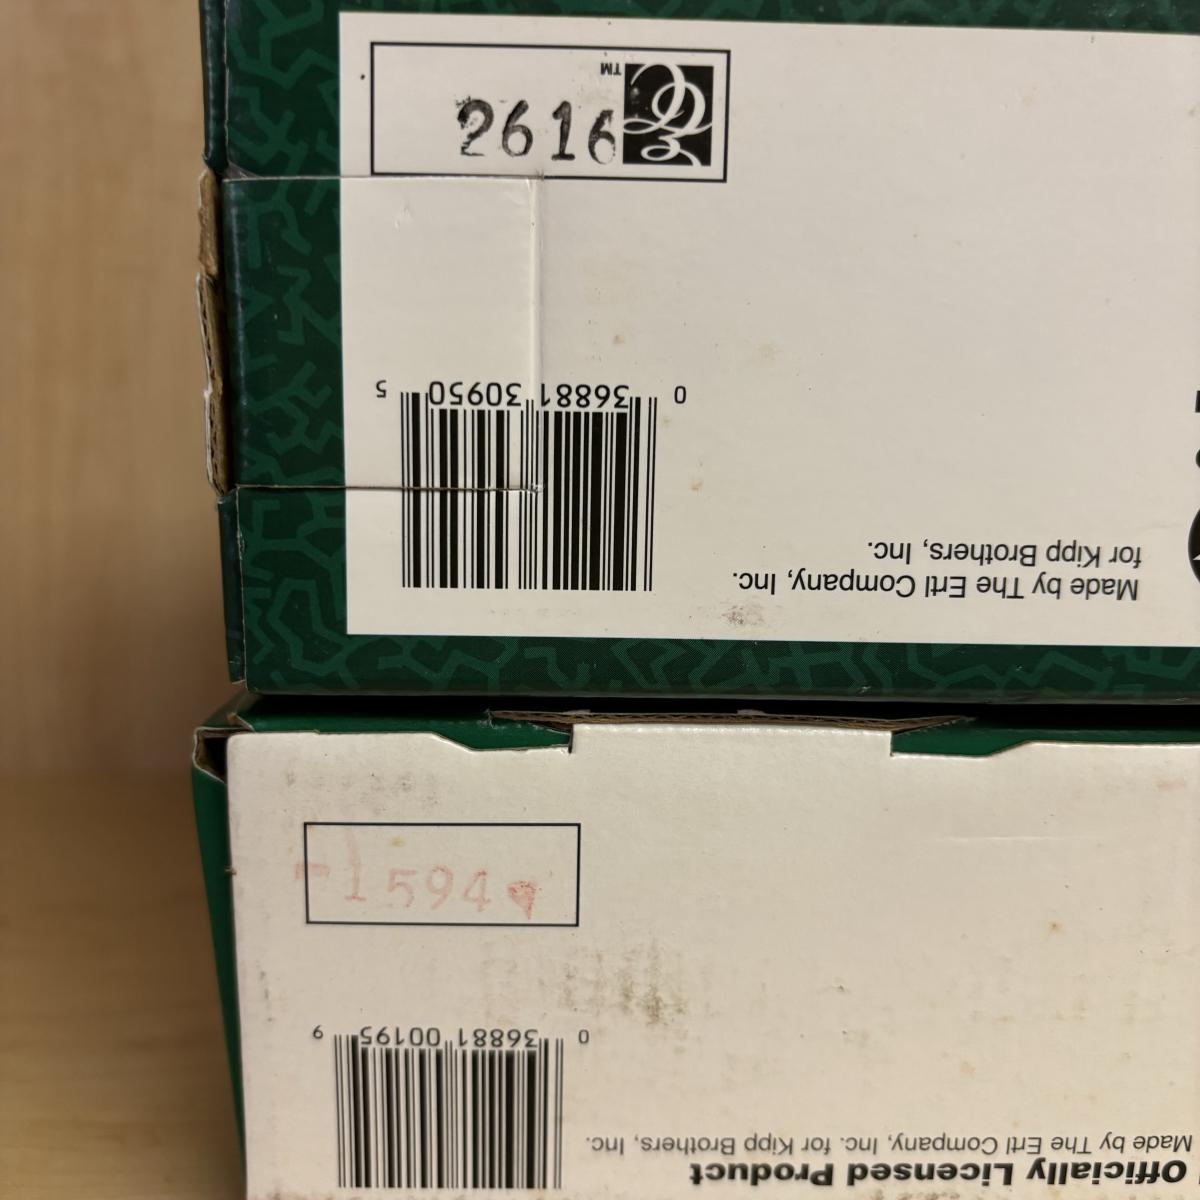 2616
TM
0 36881 30950 5
Made by The Ertl Company, Inc.
for Kipp Brothers, Inc.
-1594
0 36881 00195 9
Officially Licensed Product
Made by The Ertl Company, Inc. for Kipp Brothers, Inc.